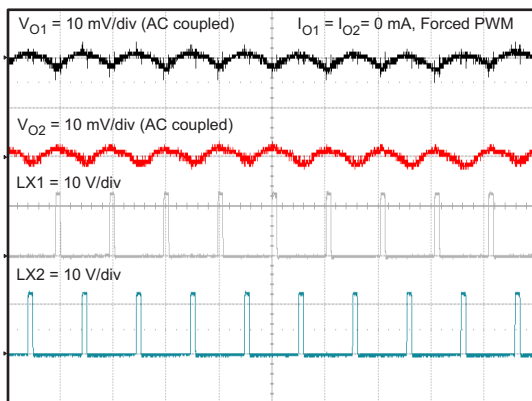 V_O1 = 10 mV/div (AC coupled) I_O1 = I_O2 = 0 mA, Forced PWM
V_O2 = 10 mV/div (AC coupled)
LX1 = 10 V/div
LX2 = 10 V/div